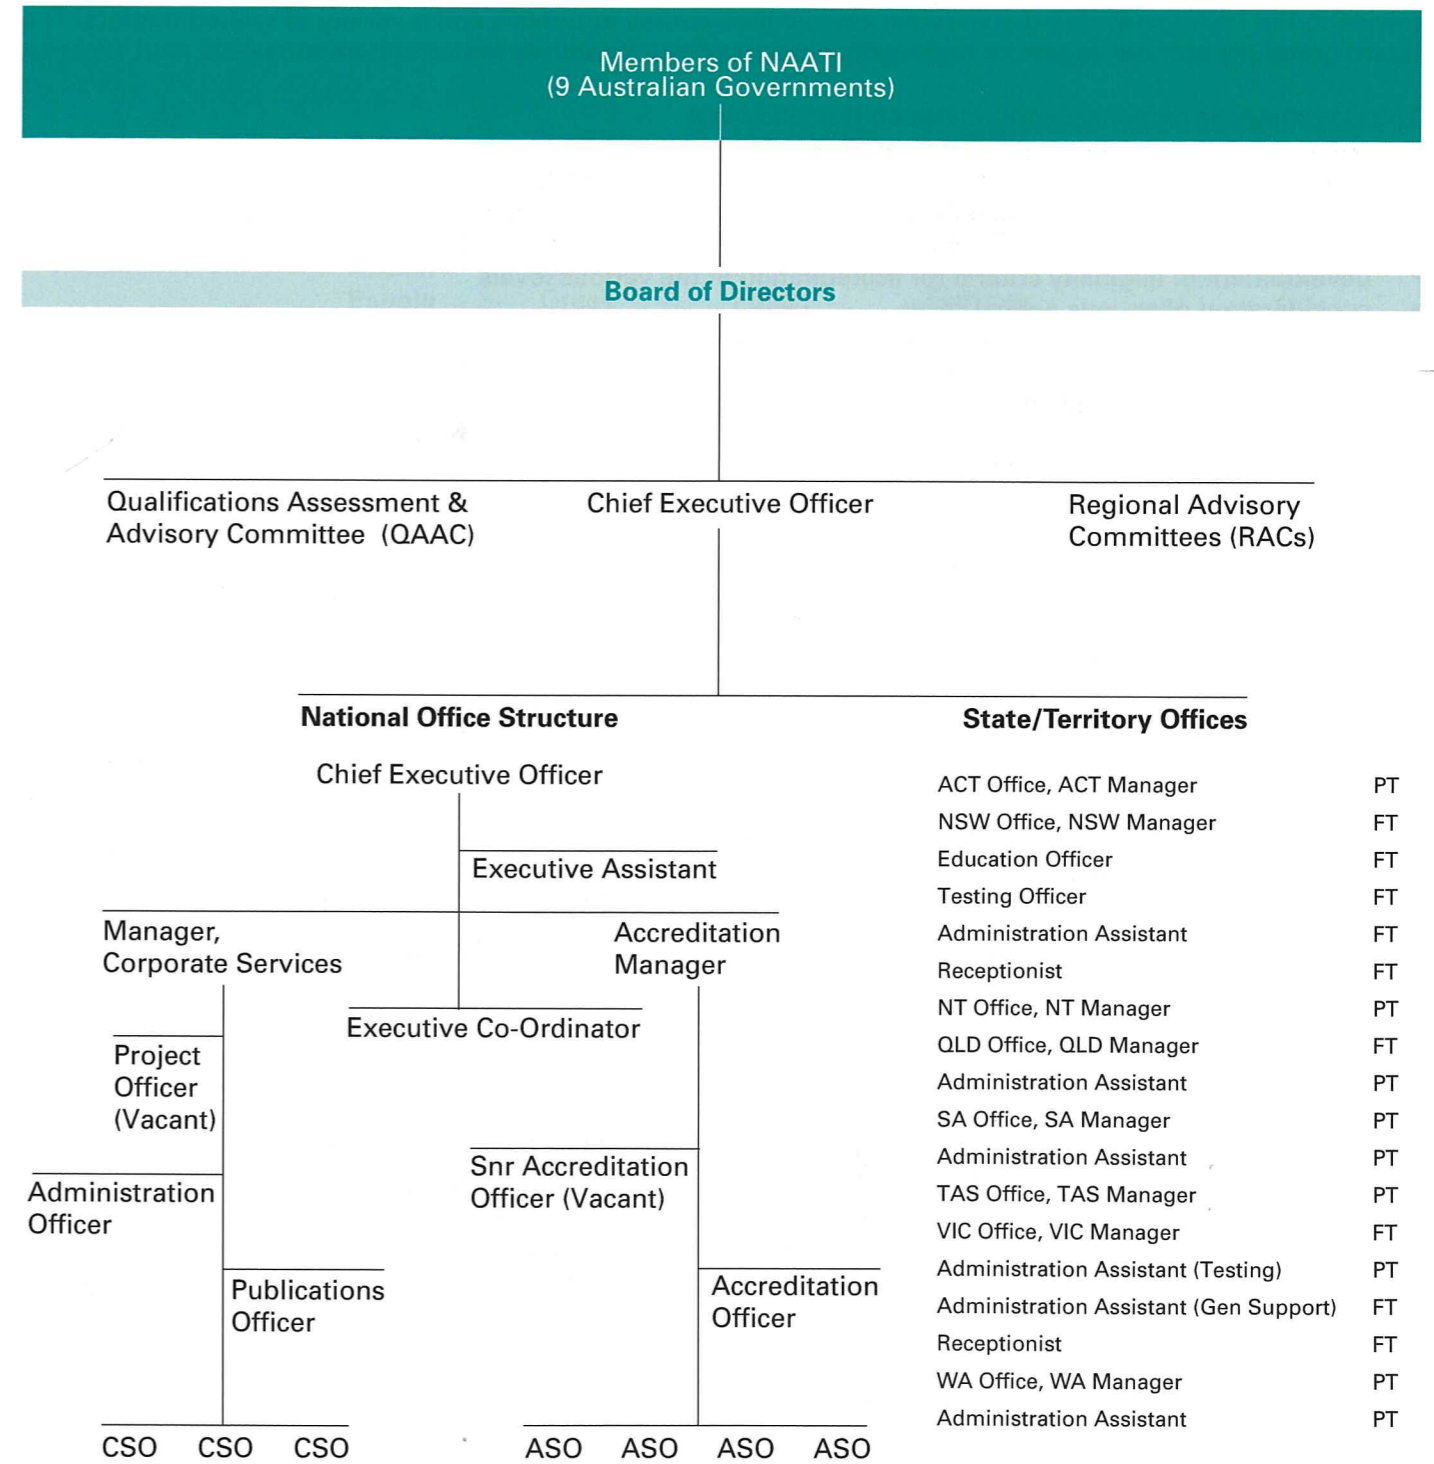 Members of NAATI
(9 Australian Governments)
Board of Directors
Qualifications Assessment &
Advisory Committee (QAAC)
Chief Executive Officer
Regional Advisory
Committees (RACs)
National Office Structure
Chief Executive Officer
Executive Assistant
Manager,
Corporate Services
Accreditation
Manager
Executive Co-Ordinator
Project
Officer
(Vacant)
Snr Accreditation
Officer (Vacant)
Administration
Officer
Publications
Officer
Accreditation
Officer
CSO CSO CSO
ASO ASO ASO ASO
State/Territory Offices
ACT Office, ACT Manager PT
NSW Office, NSW Manager FT
Education Officer FT
Testing Officer FT
Administration Assistant FT
Receptionist FT
NT Office, NT Manager PT
QLD Office, QLD Manager FT
Administration Assistant PT
SA Office, SA Manager PT
Administration Assistant PT
TAS Office, TAS Manager PT
VIC Office, VIC Manager FT
Administration Assistant (Testing) PT
Administration Assistant (Gen Support) FT
Receptionist FT
WA Office, WA Manager PT
Administration Assistant PT